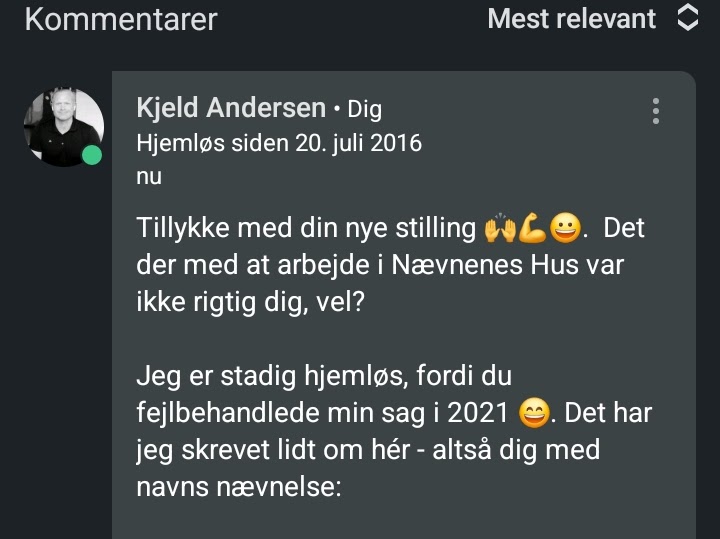 Kommentarer
Mest relevant
Kjeld Andersen • Dig
Hjemløs siden 20. juli 2016
nu
Tillykke med din nye stilling 🙌💪😀.  Det
der med at arbejde i Nævnenes Hus var
ikke rigtig dig, vel?
Jeg er stadig hjemløs, fordi du
fejlbehandlede min sag i 2021 😄. Det har
jeg skrevet lidt om hér - altså dig med
navns nævnelse: